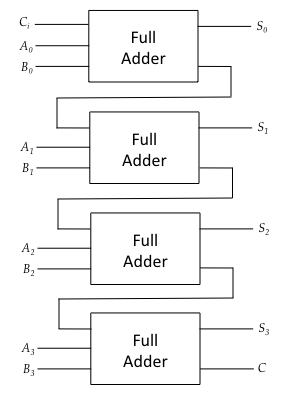 C_i
Full
Adder
S_0
A_0
B_0
Full
Adder
S_1
A_1
B_1
Full
Adder
S_2
A_2
B_2
Full
Adder
S_3
A_3
B_3
C